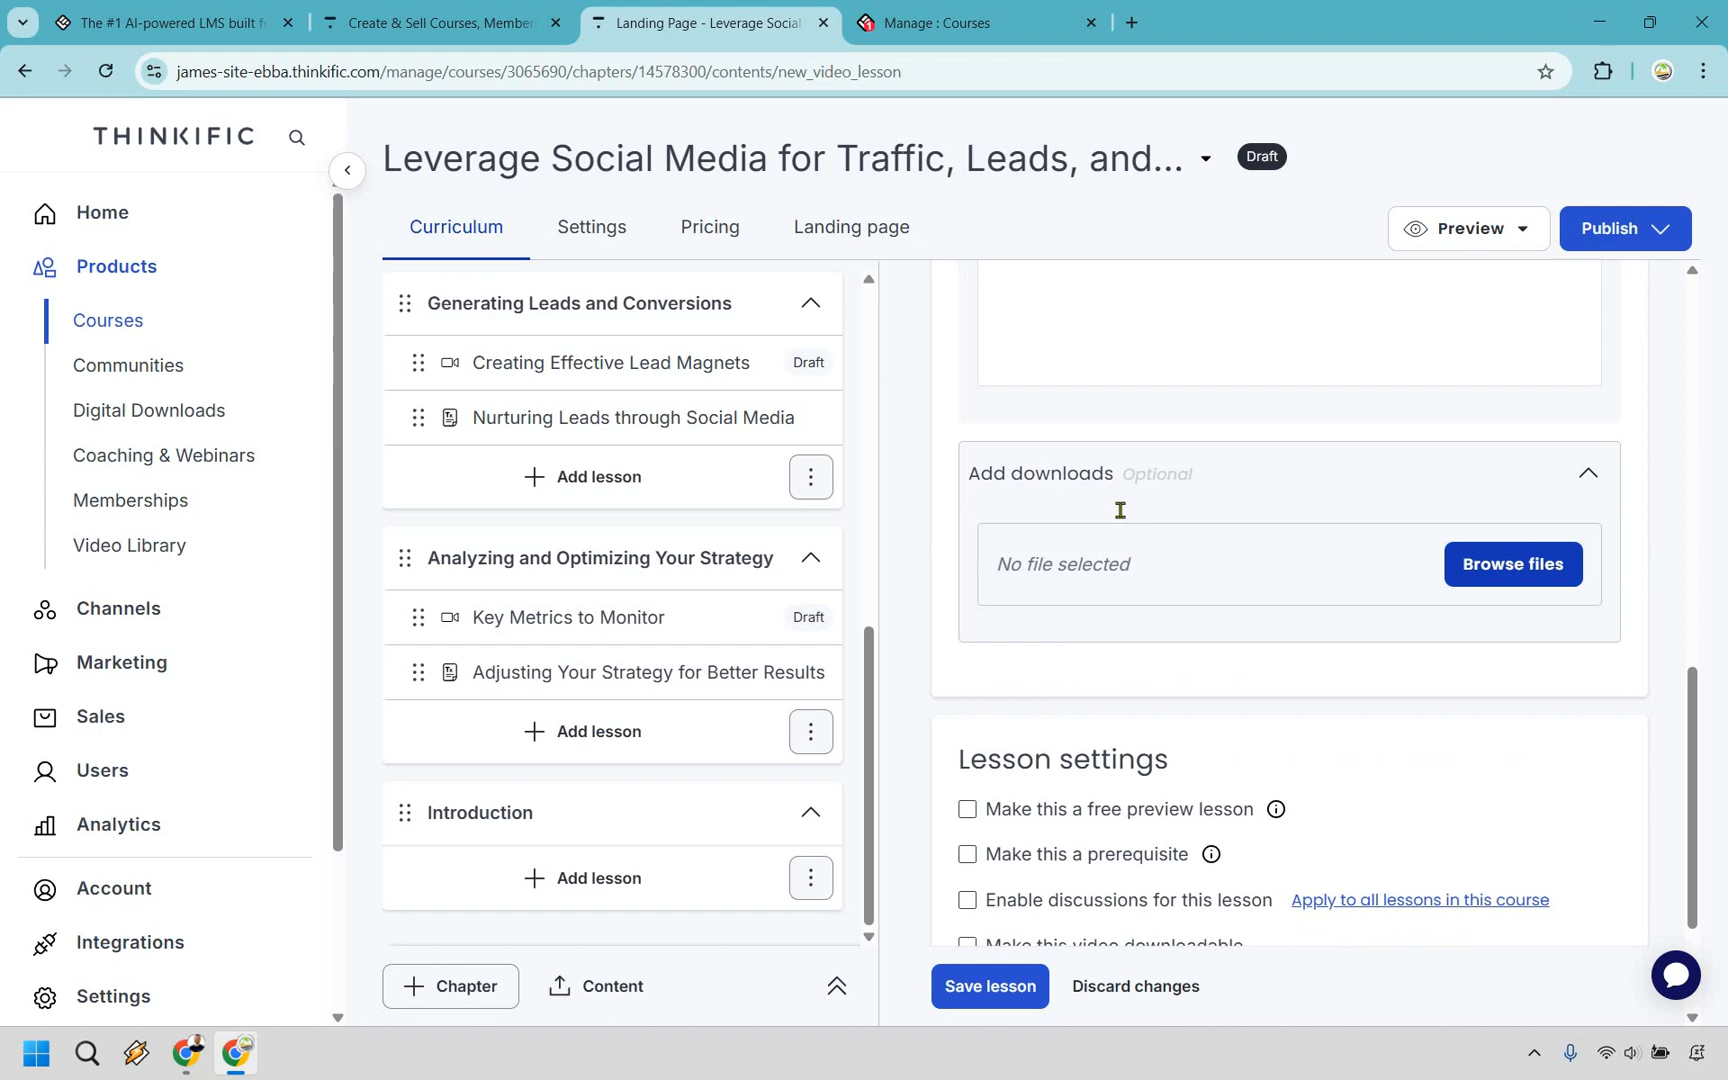 The #1 AI-powered LMS built f
Create & Sell Courses, Member
Landing Page - Leverage Social
Manage : Courses
james-site-ebba.thinkific.com/manage/courses/3065690/chapters/14578300/contents/new_video_lesson
THINKIFIC
Home
Products
Courses
Communities
Digital Downloads
Coaching & Webinars
Memberships
Video Library
Channels
Marketing
Sales
Users
Analytics
Account
Integrations
Settings
Leverage Social Media for Traffic, Leads, and...
Draft
Curriculum
Settings
Pricing
Landing page
Preview
Publish
Generating Leads and Conversions
Creating Effective Lead Magnets
Draft
Nurturing Leads through Social Media
Add lesson
Analyzing and Optimizing Your Strategy
Key Metrics to Monitor
Draft
Adjusting Your Strategy for Better Results
Add lesson
Introduction
Add lesson
Chapter
Content
Add downloads Optional
No file selected
Browse files
Lesson settings
Make this a free preview lesson
Make this a prerequisite
Enable discussions for this lesson Apply to all lessons in this course
Make this video downloadable
Save lesson
Discard changes